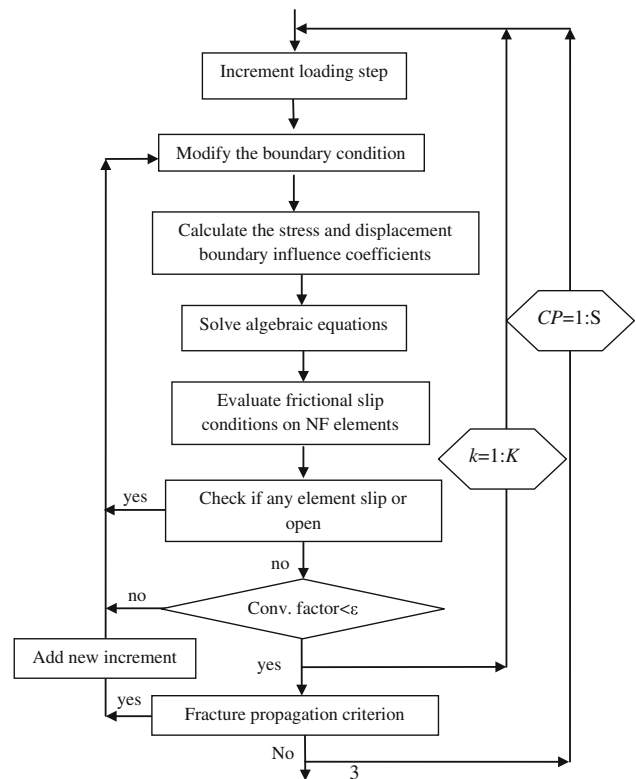 Increment loading step
Modify the boundary condition
Calculate the stress and displacement
boundary influence coefficients
CP=1:S
Solve algebraic equations
Evaluate frictional slip
conditions on NF elements
k=1:K
yes
Check if any element slip or
open
no
no
Conv. factor<ε
Add new increment
yes
yes
Fracture propagation criterion
No
3